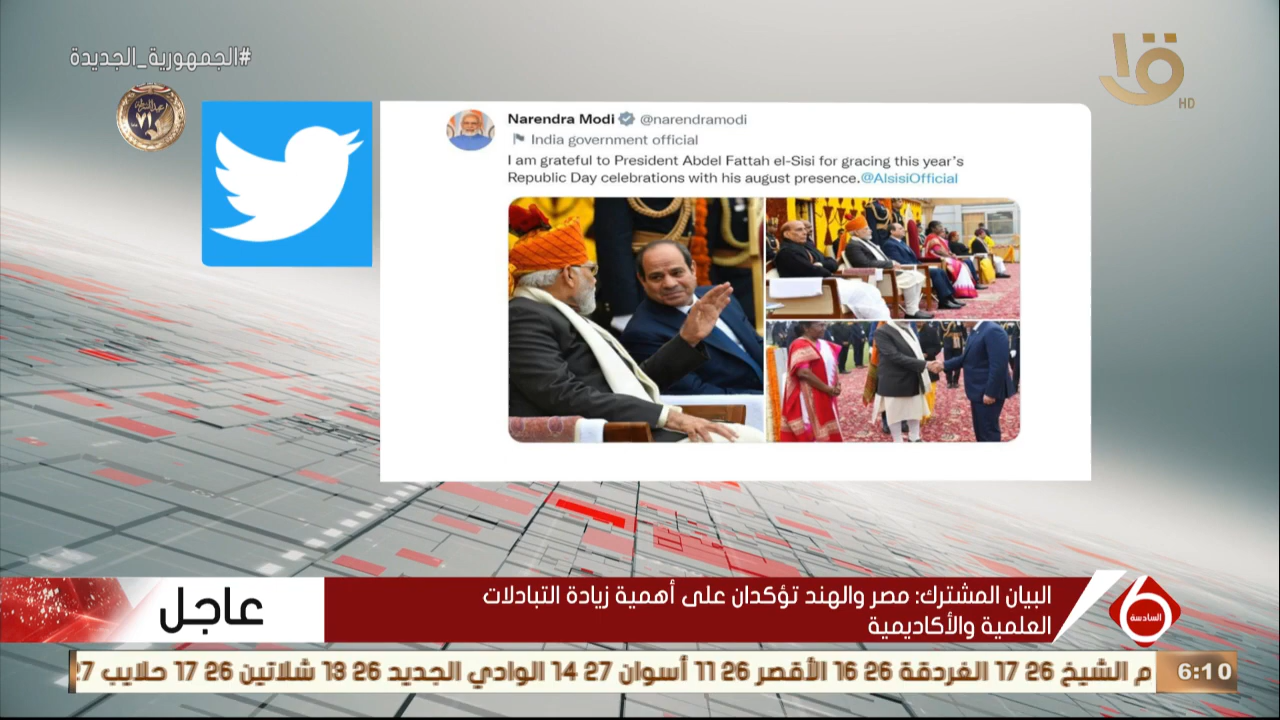 #الجمهورية_الجديدة
HD
Narendra Modi @narendramodi
India government official
I am grateful to President Abdel Fattah el-Sisi for gracing this year's
Republic Day celebrations with his august presence.@AlsisiOfficial
البيان المشترك: مصر والهند تؤكدان على أهمية زيادة التبادلات
العلمية والأكاديمية
عاجل
السادسة
م الشيخ 26 17 الغردقة 26 16 الأقصر 26 11 أسوان 27 14 الوادي الجديد 26 13 شلاتين 26 17 حلايب 27
6:10